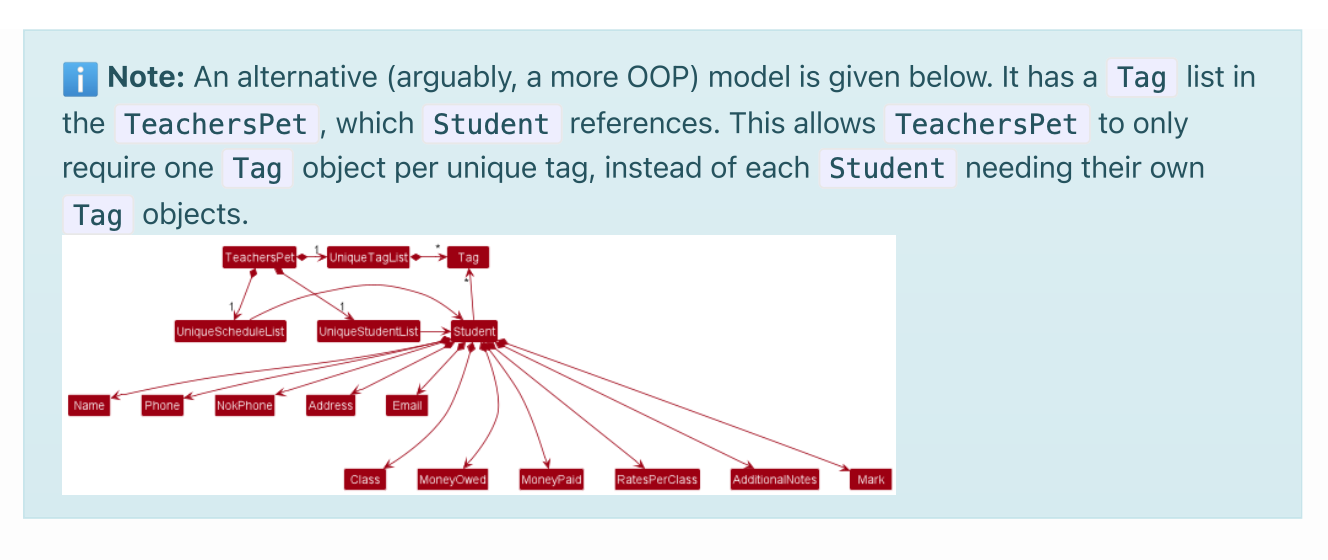 Note: An alternative (arguably, a more OOP) model is given below. It has a Tag list in
the TeachersPet, which Student references. This allows TeachersPet to only
require one Tag object per unique tag, instead of each Student needing their own
Tag objects.
TeachersPet 1 UniqueTagList * Tag
*
1 1
UniqueScheduleList UniqueStudentList Student
Name Phone NokPhone Address Email
Class MoneyOwed MoneyPaid RatesPerClass AdditionalNotes Mark